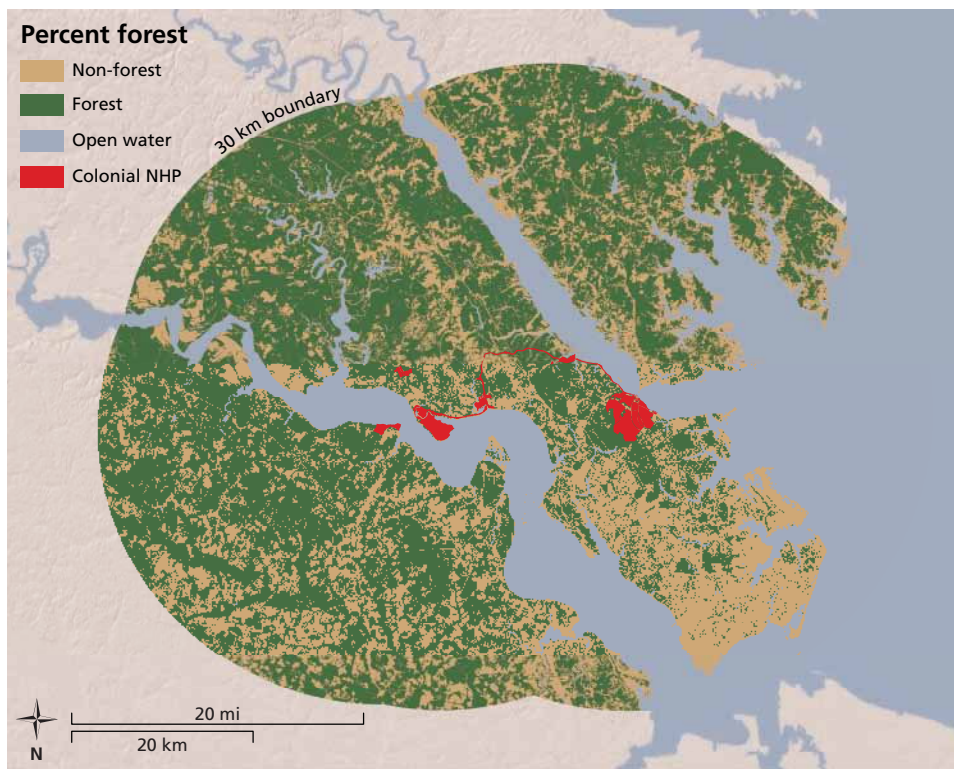 Percent forest
Non-forest
Forest
Open water
Colonial NHP
30 km boundary
20 mi
20 km
N